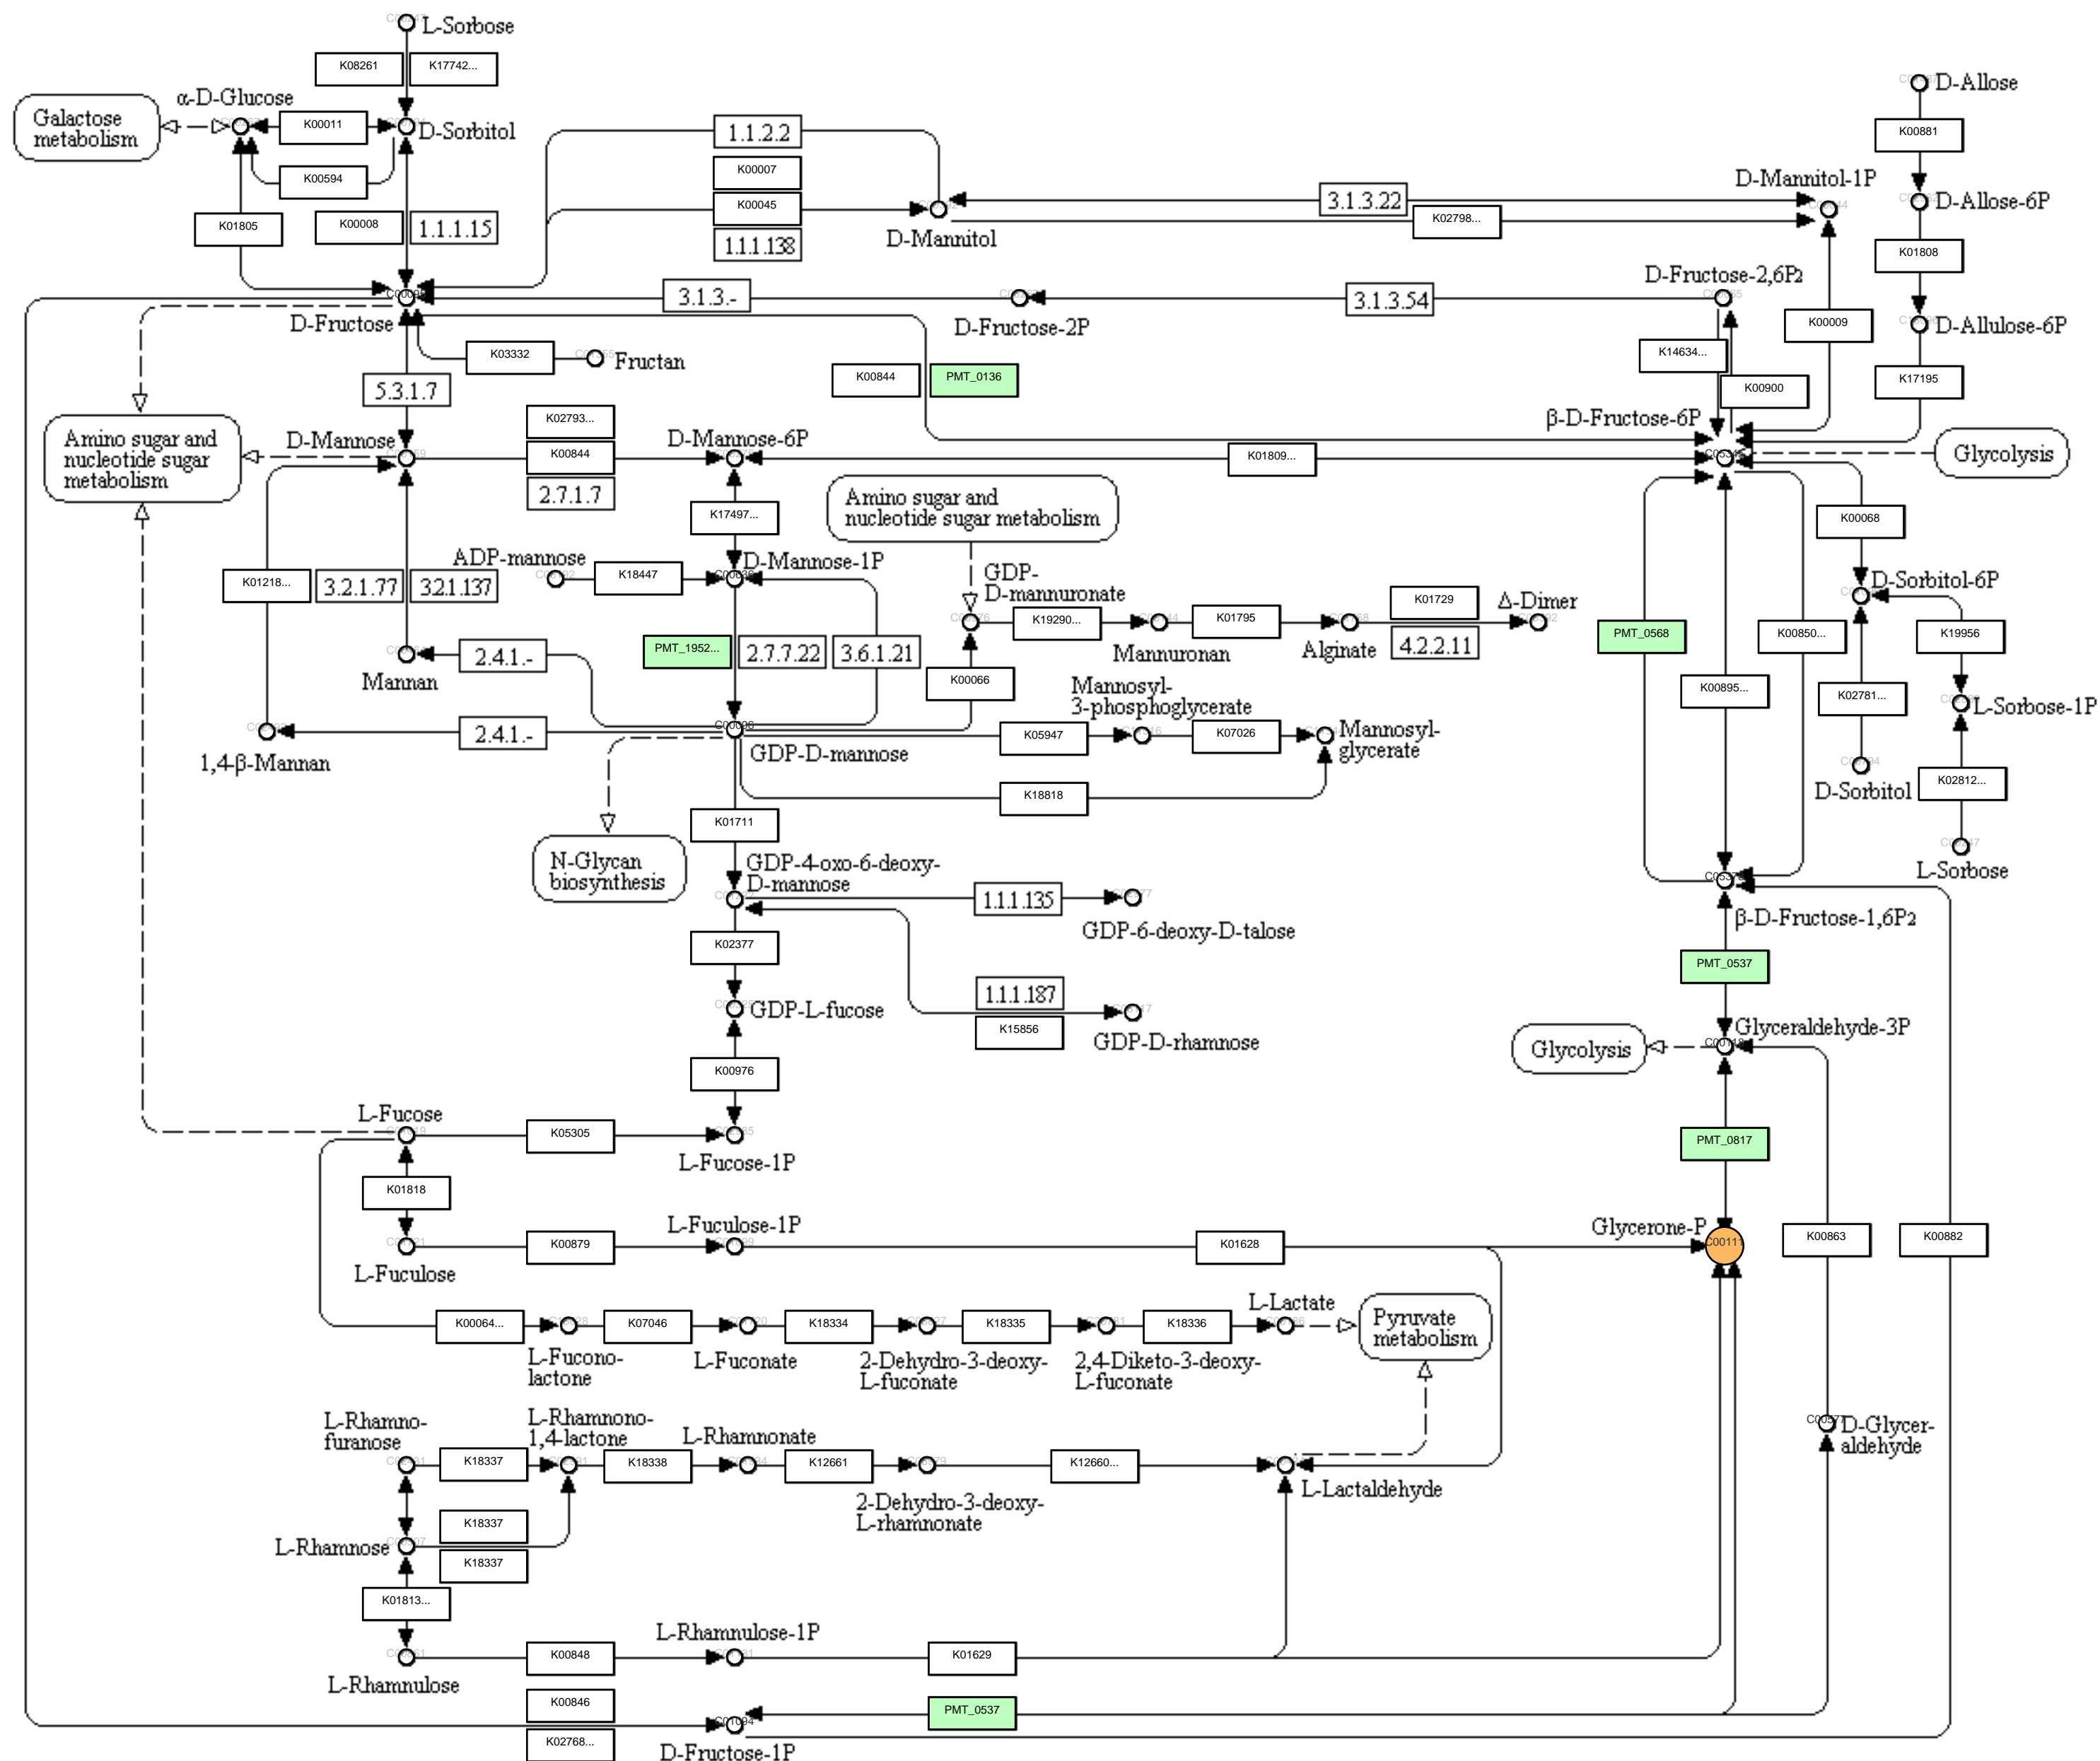 L-Sorbose
K08261
K17742...
D-Allose
α-D-Glucose
Galactose
metabolism
K00011
D-Sorbitol
1.1.2.2
K00881
K00594
K00007
D-Mannitol-1P
3.1.3.22
D-Allose-6P
K01805
K00008
1.1.1.15
K00045
K02798...
D-Mannitol
1.1.1.138
K01808
D-Fructose-2,6P2
3.1.3.-
3.1.3.54
D-Fructose
D-Fructose-2P
K00009
D-Allulose-6P
K03332
Fructan
K14634...
K00844
PMT_0136
K00900
K17195
5.3.1.7
K02793...
β-D-Fructose-6P
Amino sugar and
nucleotide sugar
metabolism
D-Mannose
D-Mannose-6P
K00844
K01809...
Glycolysis
2.7.1.7
Amino sugar and
nucleotide sugar metabolism
K17497...
K00068
ADP-mannose
D-Mannose-1P
K18447
K01218...
3.2.1.77
3.2.1.137
GDP-
D-mannuronate
K01729
Δ-Dimer
D-Sorbitol-6P
K19290...
K01795
PMT_0568
K00850...
K19956
Mannan
2.4.1.-
PMT_1952...
2.7.7.22
3.6.1.21
Mannuronan
Alginate
4.2.2.11
K00066
Mannosyl-
3-phosphoglycerate
K00895...
K02781...
L-Sorbose-1P
2.4.1.-
1,4-β-Mannan
GDP-D-mannose
K05947
K07026
Mannosyl-
glycerate
K18818
D-Sorbitol
K02812...
K01711
N-Glycan
biosynthesis
GDP-4-oxo-6-deoxy-
D-mannose
L-Sorbose
1.1.1.135
GDP-6-deoxy-D-talose
β-D-Fructose-1,6P2
K02377
PMT_0537
1.1.1.187
GDP-L-fucose
K15856
GDP-D-rhamnose
Glyceraldehyde-3P
Glycolysis
K00976
L-Fucose
K05305
L-Fucose-1P
PMT_0817
K01818
L-Fuculose-1P
Glycerone-P
K00879
K01628
C00111
K00863
K00882
L-Fuculose
L-Lactate
Pyruvate
metabolism
K00064...
K07046
K18334
K18335
K18336
L-Fucono-
lactone
L-Fuconate
2-Dehydro-3-deoxy-
L-fuconate
2,4-Diketo-3-deoxy-
L-fuconate
L-Rhamno-
furanose
L-Rhamnono-
1,4-lactone
L-Rhamnonate
D-Glycer-
aldehyde
K18337
K18338
K12661
K12660...
L-Lactaldehyde
2-Dehydro-3-deoxy-
L-rhamnonate
K18337
L-Rhamnose
K18337
K01813...
L-Rhamnulose-1P
K00848
K01629
L-Rhamnulose
K00846
PMT_0537
K02768...
D-Fructose-1P